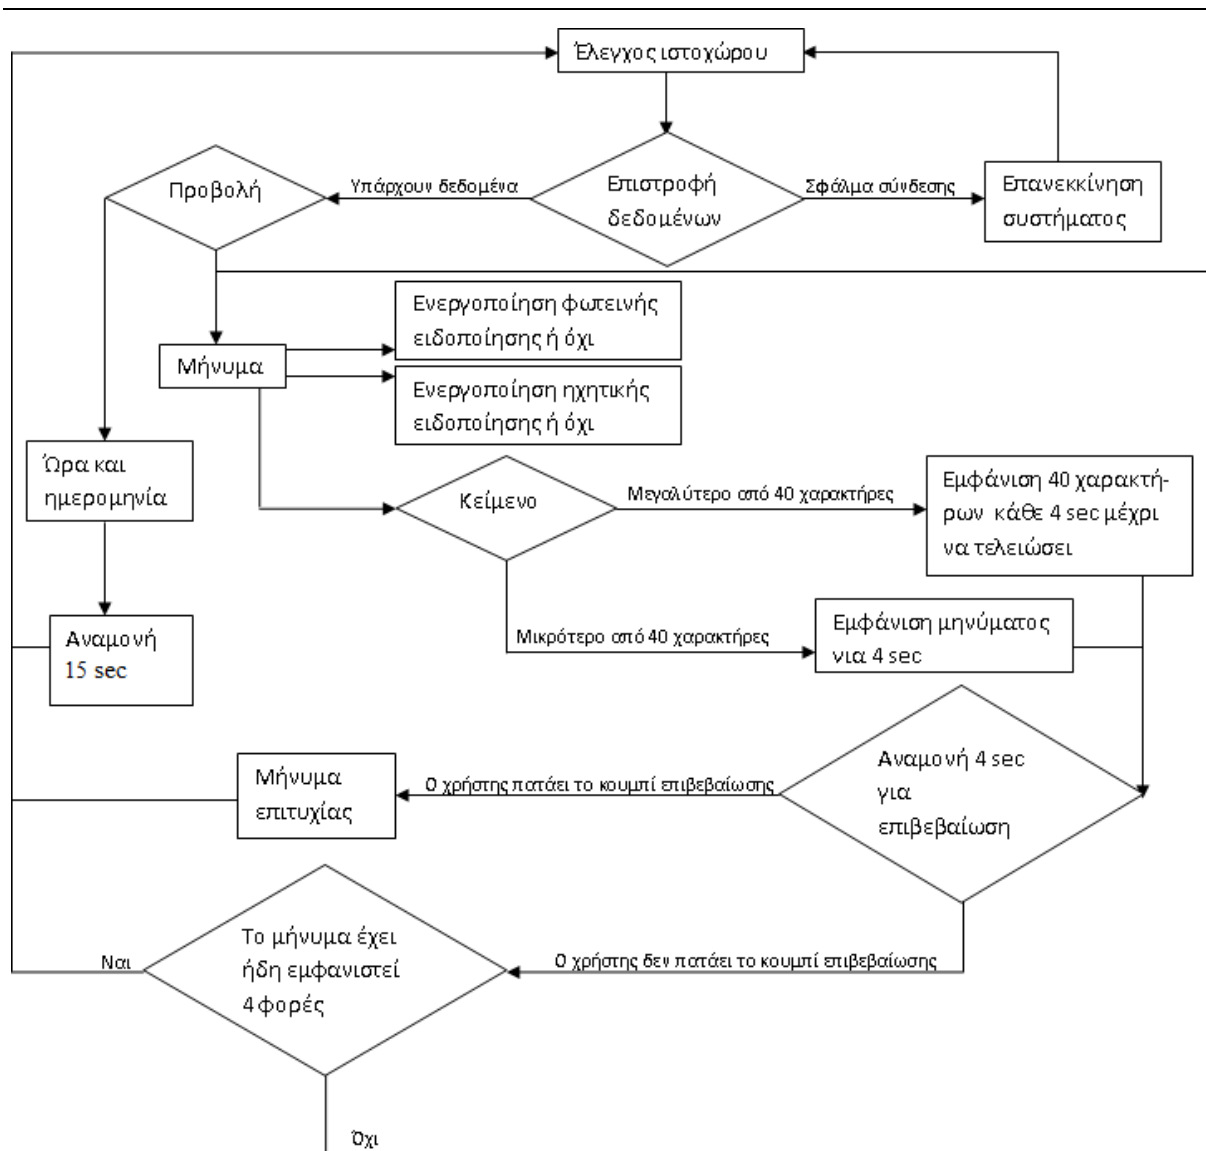 Έλεγχος ιστοχώρου
Προβολή
Υπάρχουν δεδομένα
Επιστροφή
δεδομένων
Σφάλμα σύνδεσης
Επανεκκίνηση
συστήματος
Ενεργοποίηση φωτεινής
ειδοποίησης ή όχι
Μήνυμα
Ενεργοποίηση ηχητικής
ειδοποίησης ή όχι
Ώρα και
ημερομηνία
Κείμενο
Μεγαλύτερο από 40 χαρακτήρες
Εμφάνιση 40 χαρακτή-
ρων κάθε 4 sec μέχρι
να τελειώσει
Αναμονή
15 sec
Μικρότερο από 40 χαρακτήρες
Εμφάνιση μηνύματος
για 4 sec
Μήνυμα
επιτυχίας
Ο χρήστης πατάει το κουμπί επιβεβαίωσης
Αναμονή 4 sec
για
επιβεβαίωση
Ναι
Το μήνυμα έχει
ήδη εμφανιστεί
4 φορές
Ο χρήστης δεν πατάει το κουμπί επιβεβαίωσης
Όχι